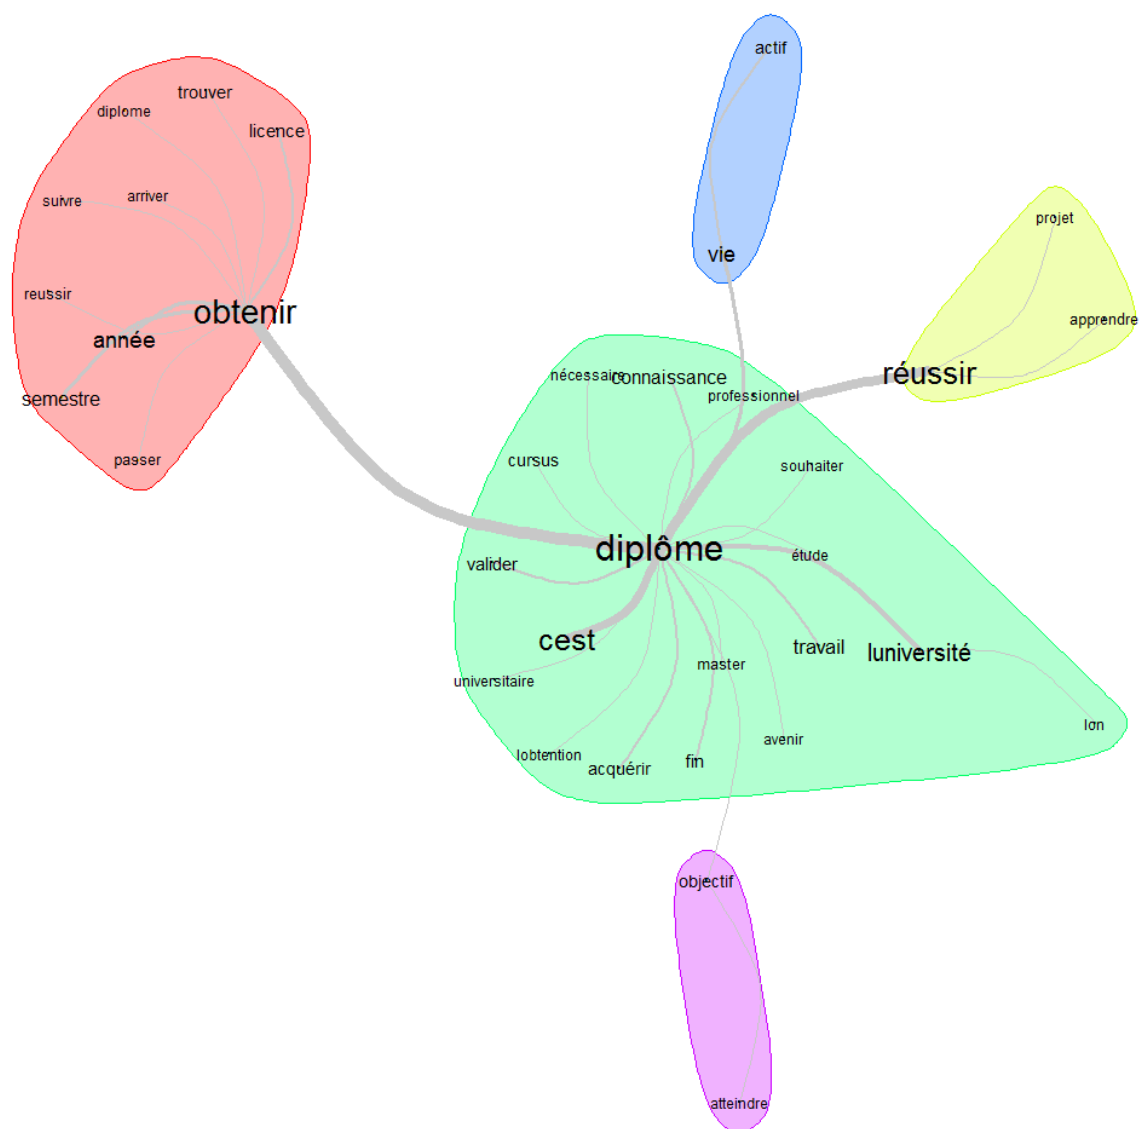 actif
trouver
diplome
licence
suivre
arriver
projet
vie
reussir
obtenir
apprendre
année
réussir
semestre
nécessaire
connaissance
professionnel
passer
cursus
souhaiter
diplôme
étude
valider
cest
travail
luniversité
master
universitaire
lon
avenir
lobtention
fin
acquérir
objectif
atteindre